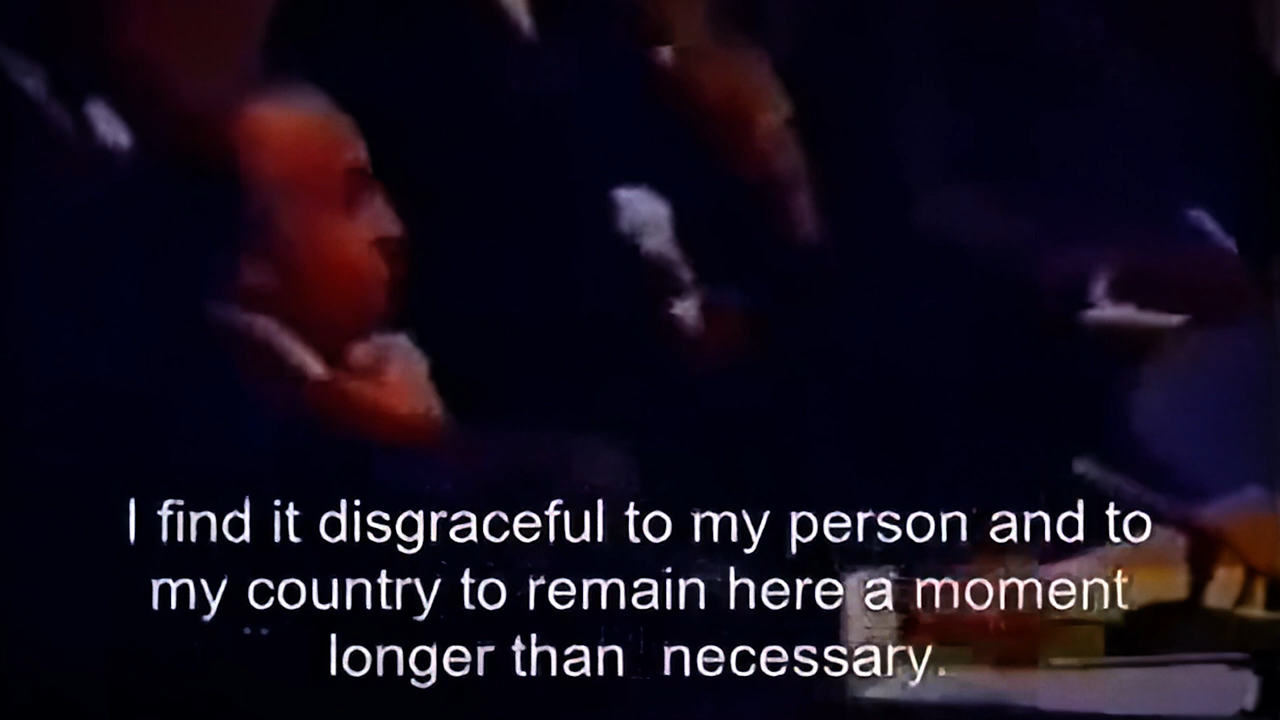 I find it disgraceful to my person and to
my country to remain here a moment
longer than  necessary.